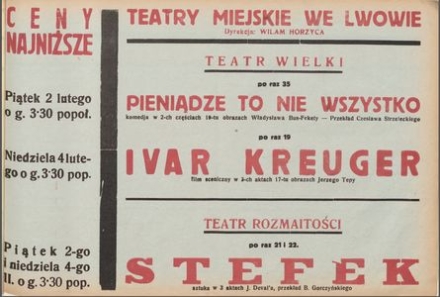 CENY
NAJNIŻSZE
Piątek 2 lutego
o g. 3·30 popoł.
Niedziela 4 lute-
go o g. 3·30 pop.
Piątek 2-go
i niedziela 4-go
II. o g. 3·30 pop.
TEATRY MIEJSKIE WE LWOWIE
Dyrekcja: WILAM HORZYCA
TEATR WIELKI
po raz 35
PIENIĄDZE TO NIE WSZYSTKO
komedja w 2-ch częściach 10-tu obrazach Władysława Bus-Fekety — Przekład Czesława Strzeleckiego
po raz 19
IVAR KREUGER
film sceniczny w 3-ch aktach 17-tu obrazach Jerzego Tepy
TEATR ROZMAITOŚCI
po raz 21 i 22.
STEFEK
sztuka w 3 aktach J. Deval'a, przekład B. Gorczyńskiego